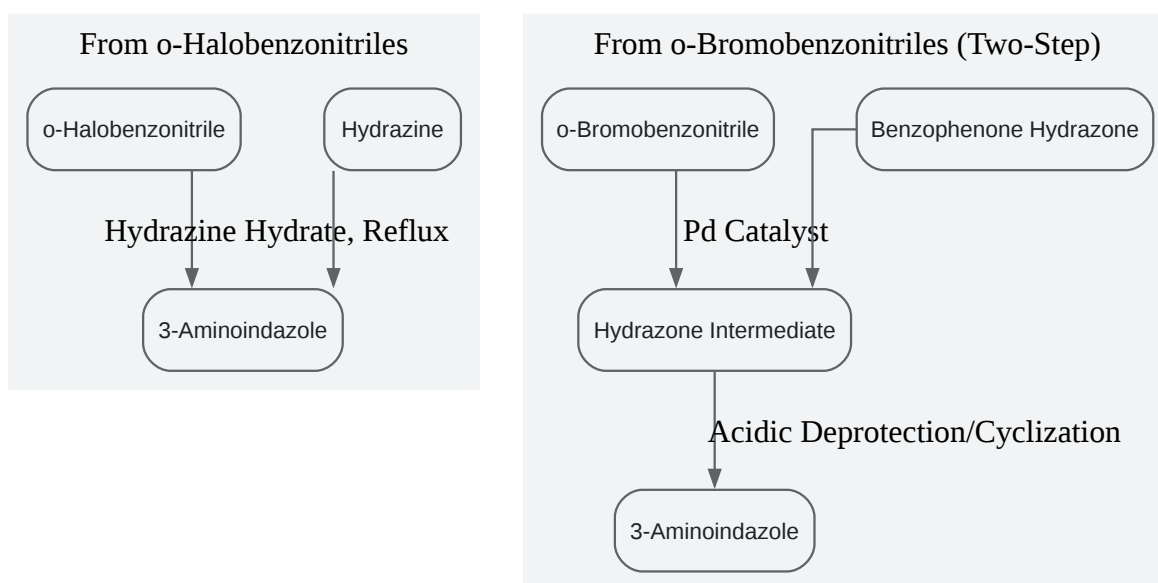 From o-Halobenzonitriles
o-Halobenzonitrile
Hydrazine
Hydrazine Hydrate, Reflux
3-Aminoindazole
From o-Bromobenzonitriles (Two-Step)
o-Bromobenzonitrile
Benzophenone Hydrazone
Pd Catalyst
Hydrazone Intermediate
Acidic Deprotection/Cyclization
3-Aminoindazole